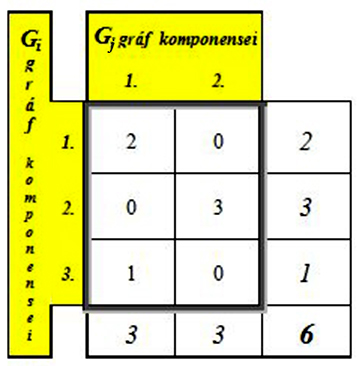 Gj gráf komponensei
1. 2.
Gi gráf komponensei
1. 2 0 2
2. 0 3 3
3. 1 0 1
3 3 6